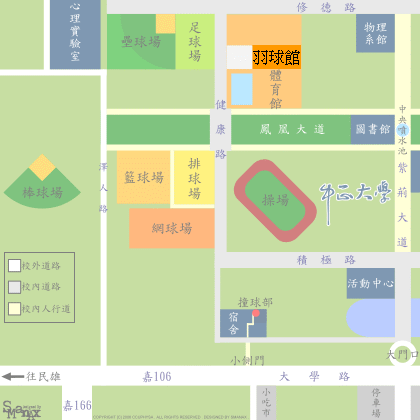 修德路
心理實驗室
壘球場
足球場
羽球館
體育館
物理系館
健康路
鳳凰大道
圖書館
中央噴水池
紫荊大道
澤人路
籃球場
排球場
棒球場
網球場
操場
中正大學
積極路
校外道路
校內道路
校內人行道
活動中心
撞球部
宿舍
小側門
大門口
往民雄
嘉106
大學路
嘉166
小吃市
停車場